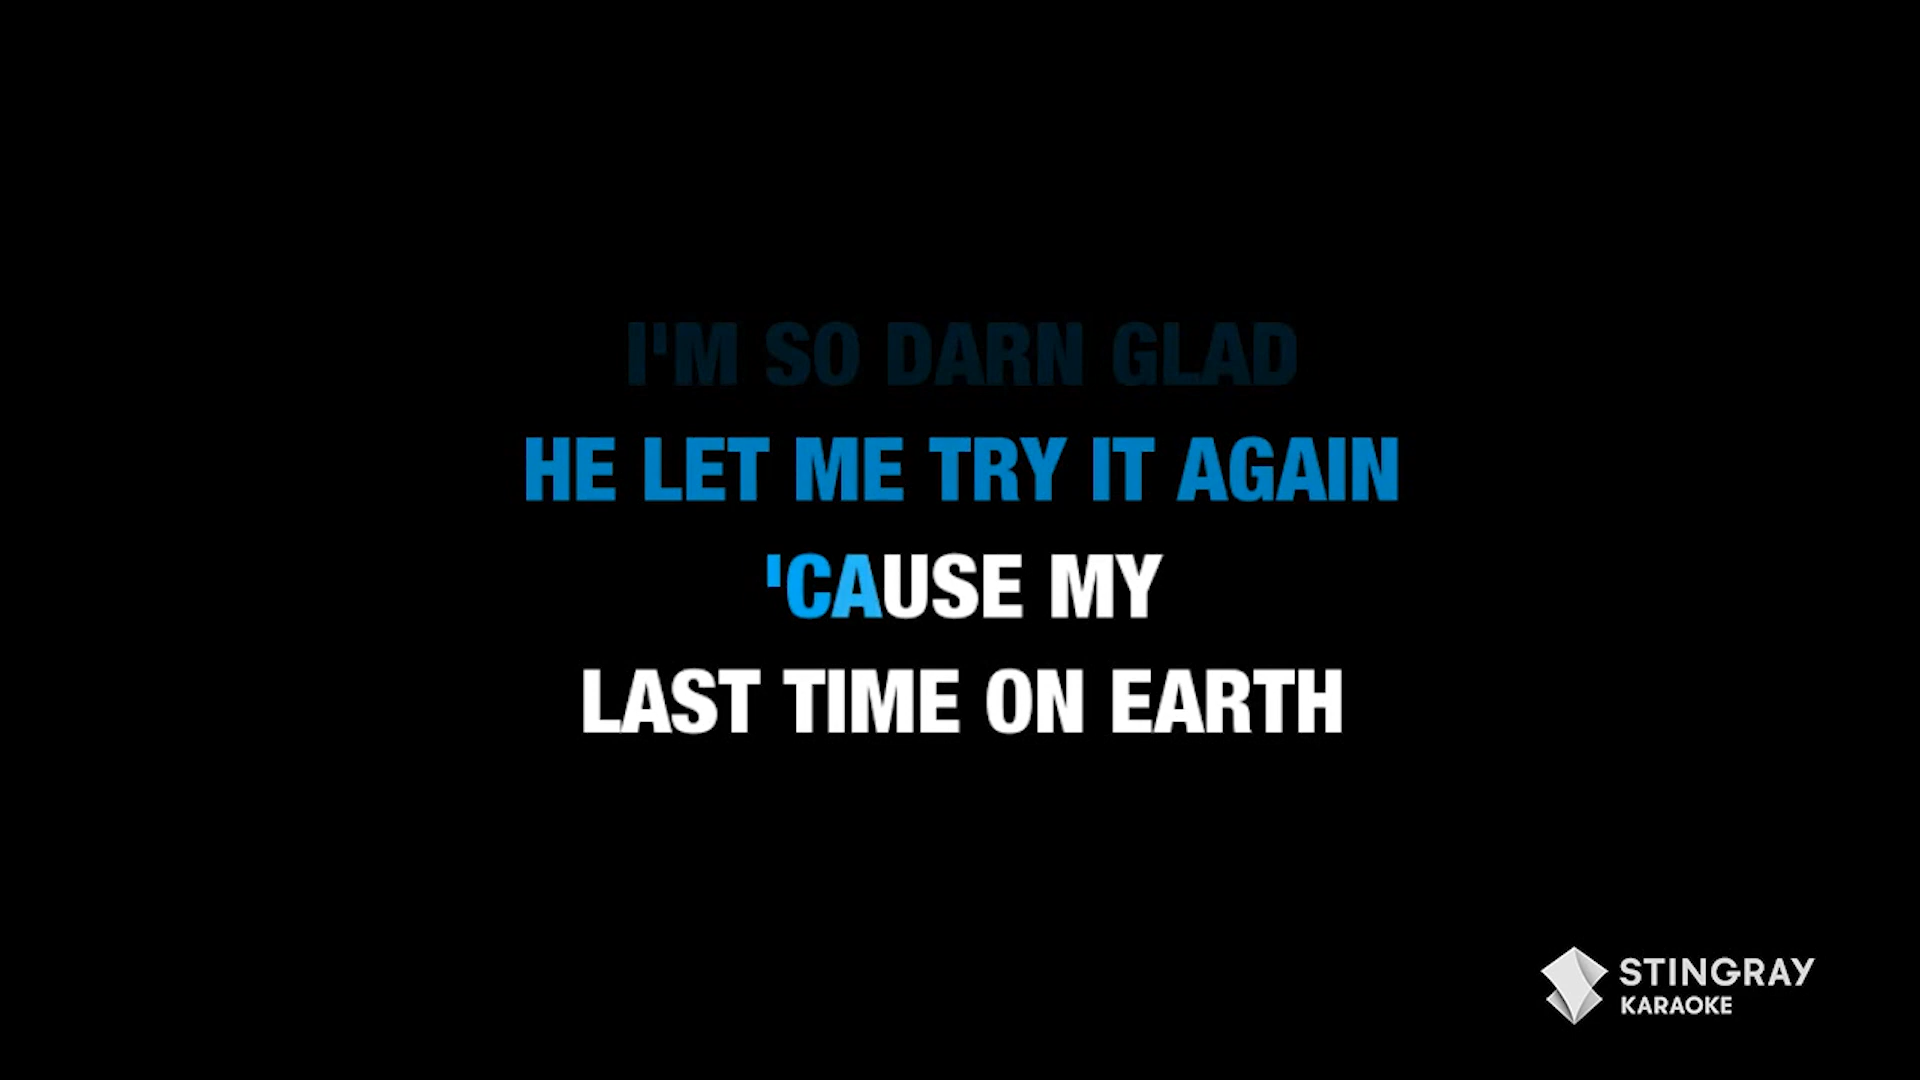 I'M SO DARN GLAD
HE LET ME TRY IT AGAIN
'CAUSE MY
LAST TIME ON EARTH
STINGRAY
KARAOKE